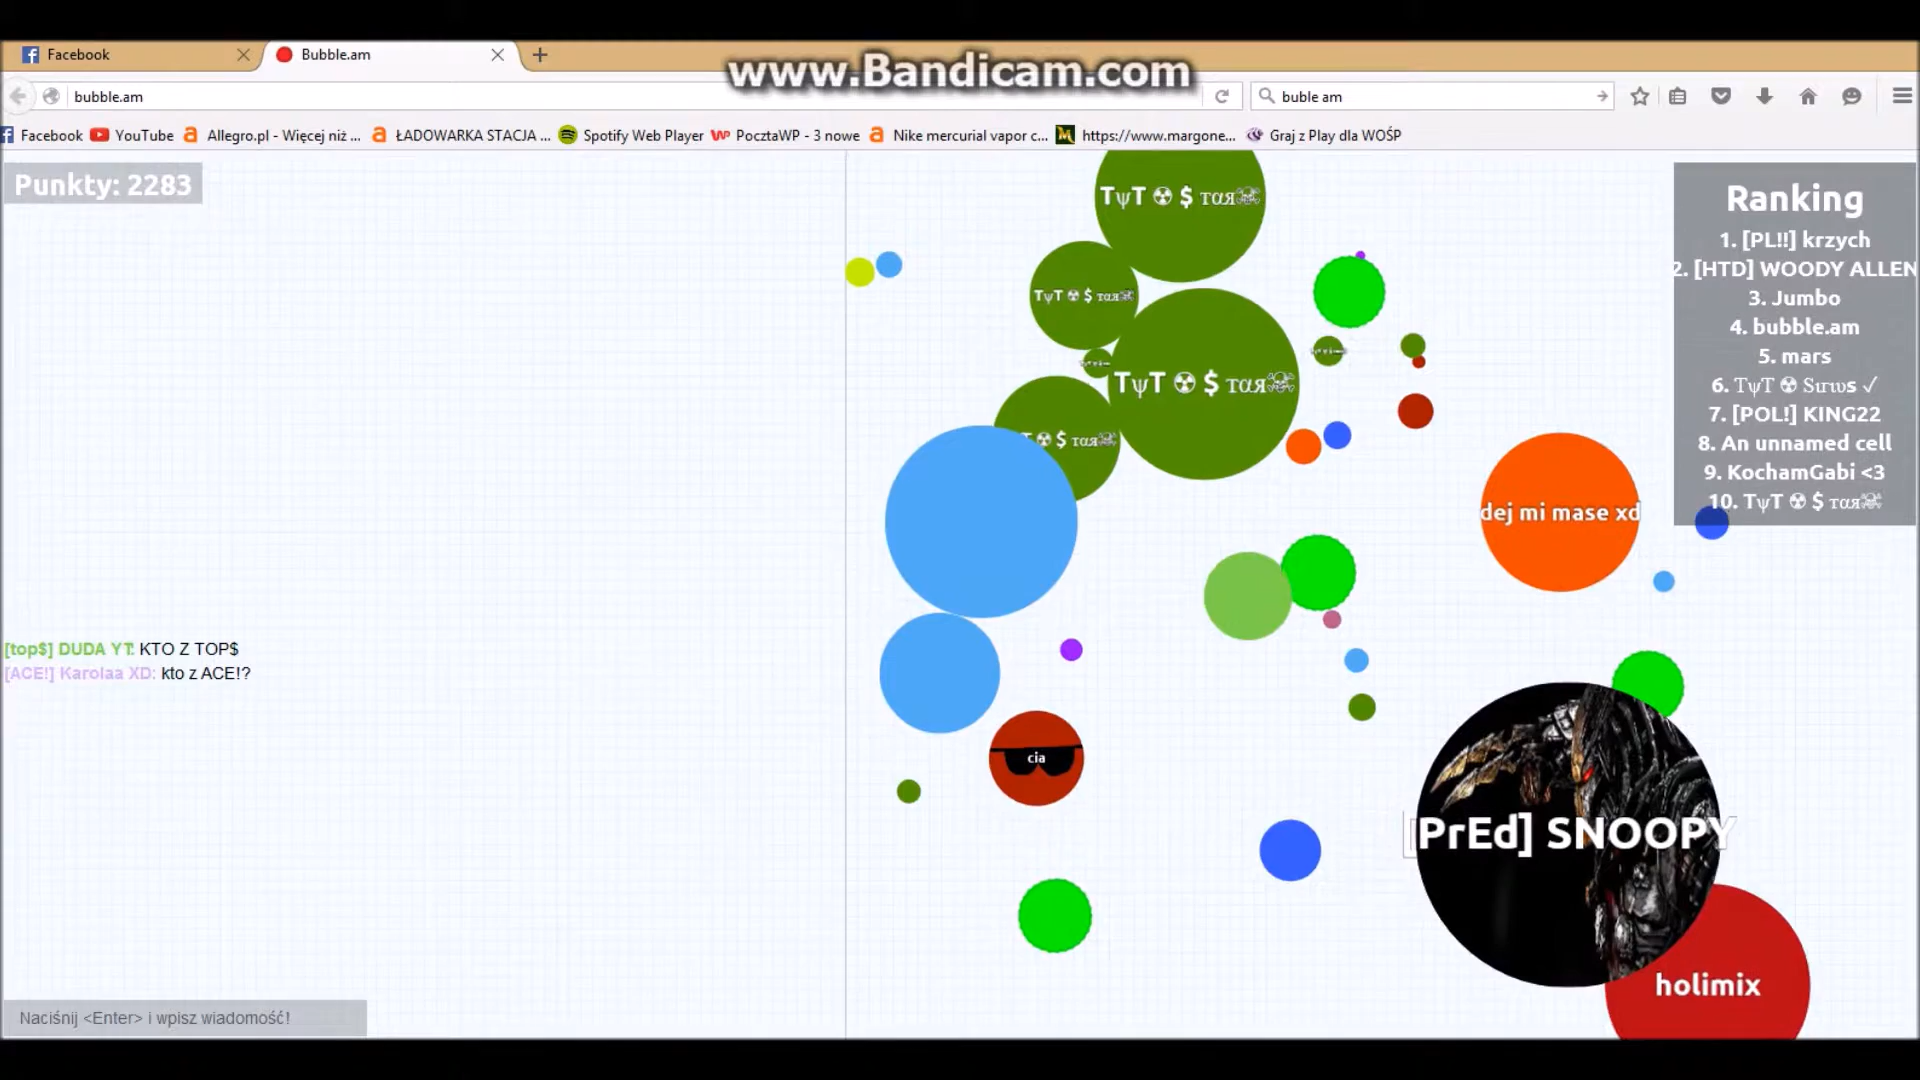 Facebook
Bubble.am
www.Bandicam.com
bubble.am
buble am
Facebook
YouTube
Allegro.pl - Więcej niż ...
ŁADOWARKA STACJA ...
Spotify Web Player
PocztaWP - 3 nowe
Nike mercurial vapor c...
https://www.margone...
Graj z Play dla WOŚP
Punkty: 2283
Ranking
1. [PL!!] krzych
2. [HTD] WOODY ALLEN
3. Jumbo
4. bubble.am
5. mars
6. TψT ☢ Sιrιωs ✓
7. [POL!] KING22
8. An unnamed cell
9. KochamGabi <3
10. TψT ☢ $ тαя☠
TψT ☢ $ тαя☠
TψT ☢ $ тαя☠
TψT ☢ $ тαя☠
☢ $ тαя☠
dej mi mase xd
[top$] DUDA YT: KTO Z TOP$
[ACE!] Karolaa XD: kto z ACE!?
cia
[PrEd] SNOOPY
holimix
Naciśnij <Enter> i wpisz wiadomość!